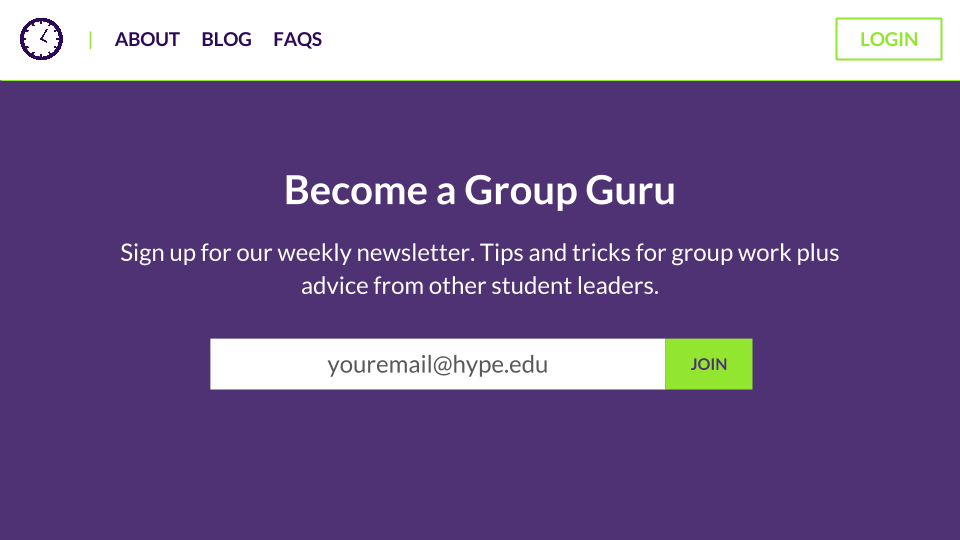 | ABOUT BLOG FAQS LOGIN
Become a Group Guru
Sign up for our weekly newsletter. Tips and tricks for group work plus
advice from other student leaders.
youremail@hype.edu JOIN